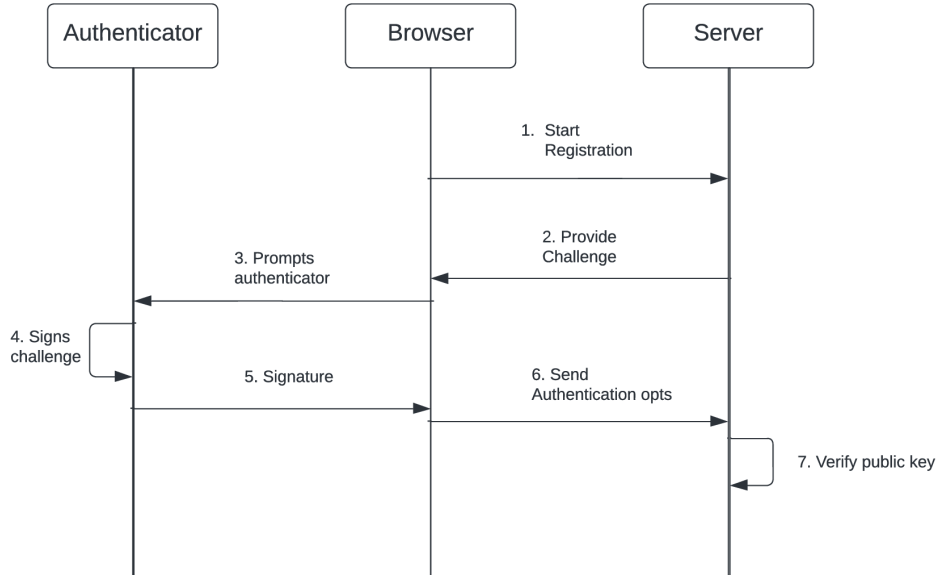 Authenticator
Browser
Server
1. Start
Registration
2. Provide
Challenge
3. Prompts
authenticator
4. Signs
challenge
5. Signature
6. Send
Authentication opts
7. Verify public key